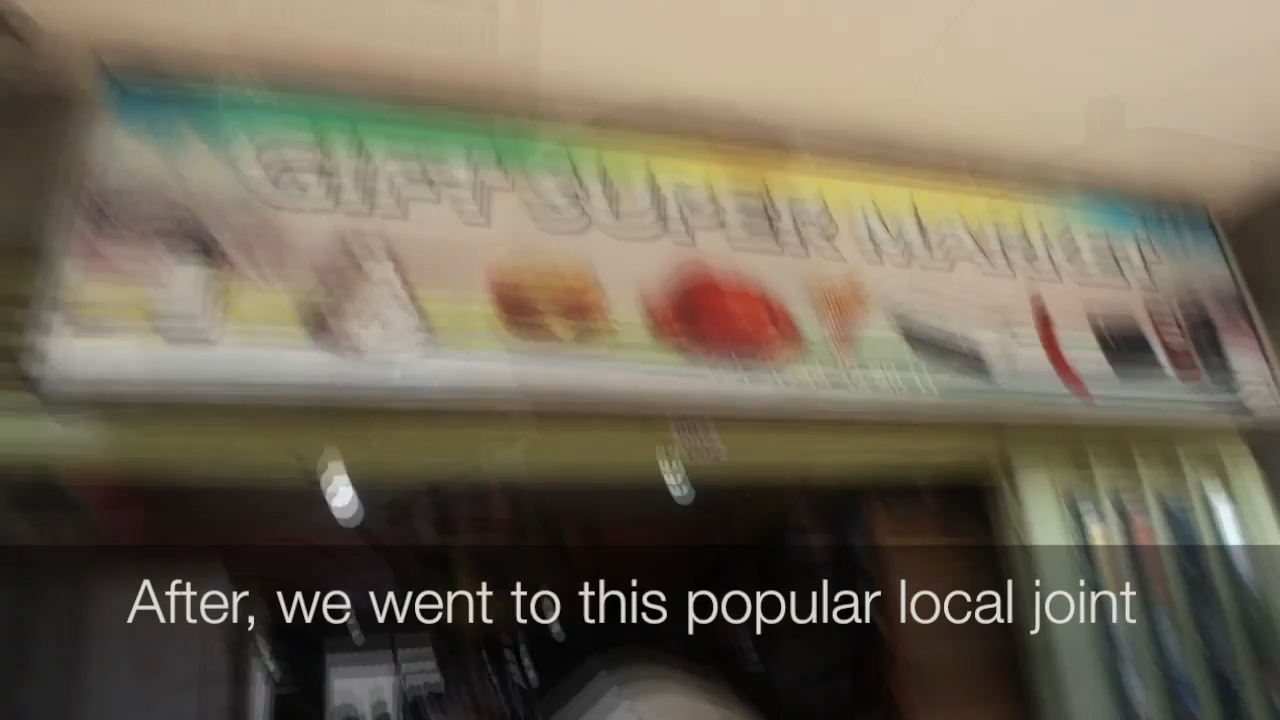 GIFT SUPER MARKET
After, we went to this popular local joint